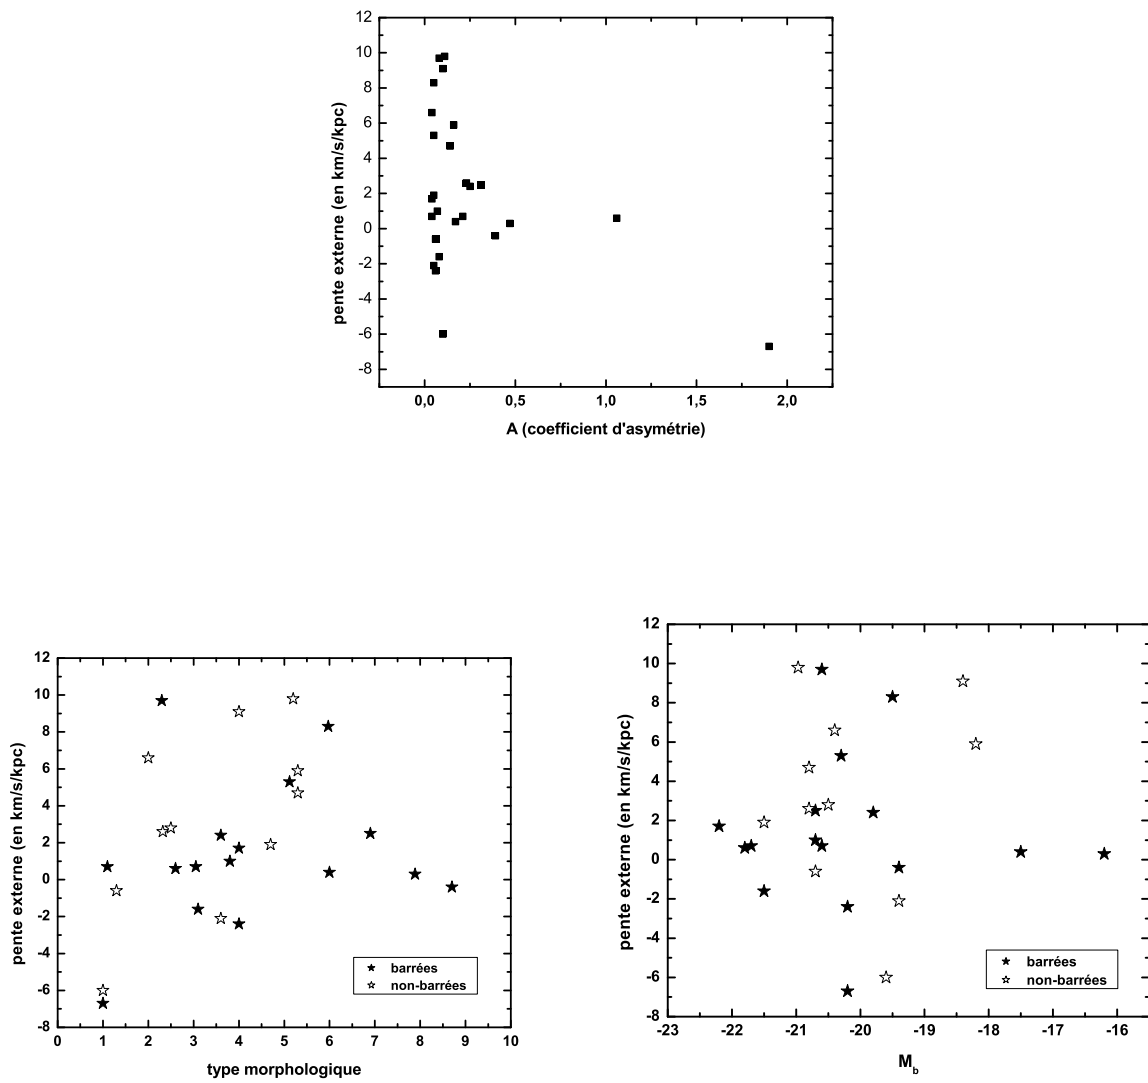 12
10
8
6
4
2
0
-2
-4
-6
-8
pente externe (en km/s/kpc)
0,0 0,5 1,0 1,5 2,0
A (coefficient d'asymétrie)
12
10
8
6
4
2
0
-2
-4
-6
-8
pente externe (en km/s/kpc)
barrées
non-barrées
0 1 2 3 4 5 6 7 8 9 10
type morphologique
12
10
8
6
4
2
0
-2
-4
-6
-8
pente externe (en km/s/kpc)
barrées
non-barrées
-23 -22 -21 -20 -19 -18 -17 -16
M_b